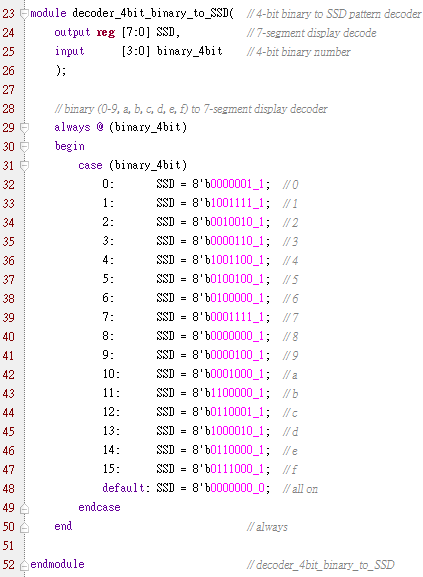 23 module decoder_4bit_binary_to_SSD( // 4-bit binary to SSD pattern decoder
24 output reg [7:0] SSD, // 7-segment display decode
25 input [3:0] binary_4bit // 4-bit binary number
26 );
27
28 // binary (0-9, a, b, c, d, e, f) to 7-segment display decoder
29 always @ (binary_4bit)
30 begin
31 case (binary_4bit)
32 0: SSD = 8'b0000001_1; // 0
33 1: SSD = 8'b1001111_1; // 1
34 2: SSD = 8'b0010010_1; // 2
35 3: SSD = 8'b0000110_1; // 3
36 4: SSD = 8'b1001100_1; // 4
37 5: SSD = 8'b0100100_1; // 5
38 6: SSD = 8'b0100000_1; // 6
39 7: SSD = 8'b0001111_1; // 7
40 8: SSD = 8'b0000000_1; // 8
41 9: SSD = 8'b0000100_1; // 9
42 10: SSD = 8'b0001000_1; // a
43 11: SSD = 8'b1100000_1; // b
44 12: SSD = 8'b0110001_1; // c
45 13: SSD = 8'b1000010_1; // d
46 14: SSD = 8'b0110000_1; // e
47 15: SSD = 8'b0111000_1; // f
48 default: SSD = 8'b0000000_0; // all on
49 endcase
50 end // always
51
52 endmodule // decoder_4bit_binary_to_SSD